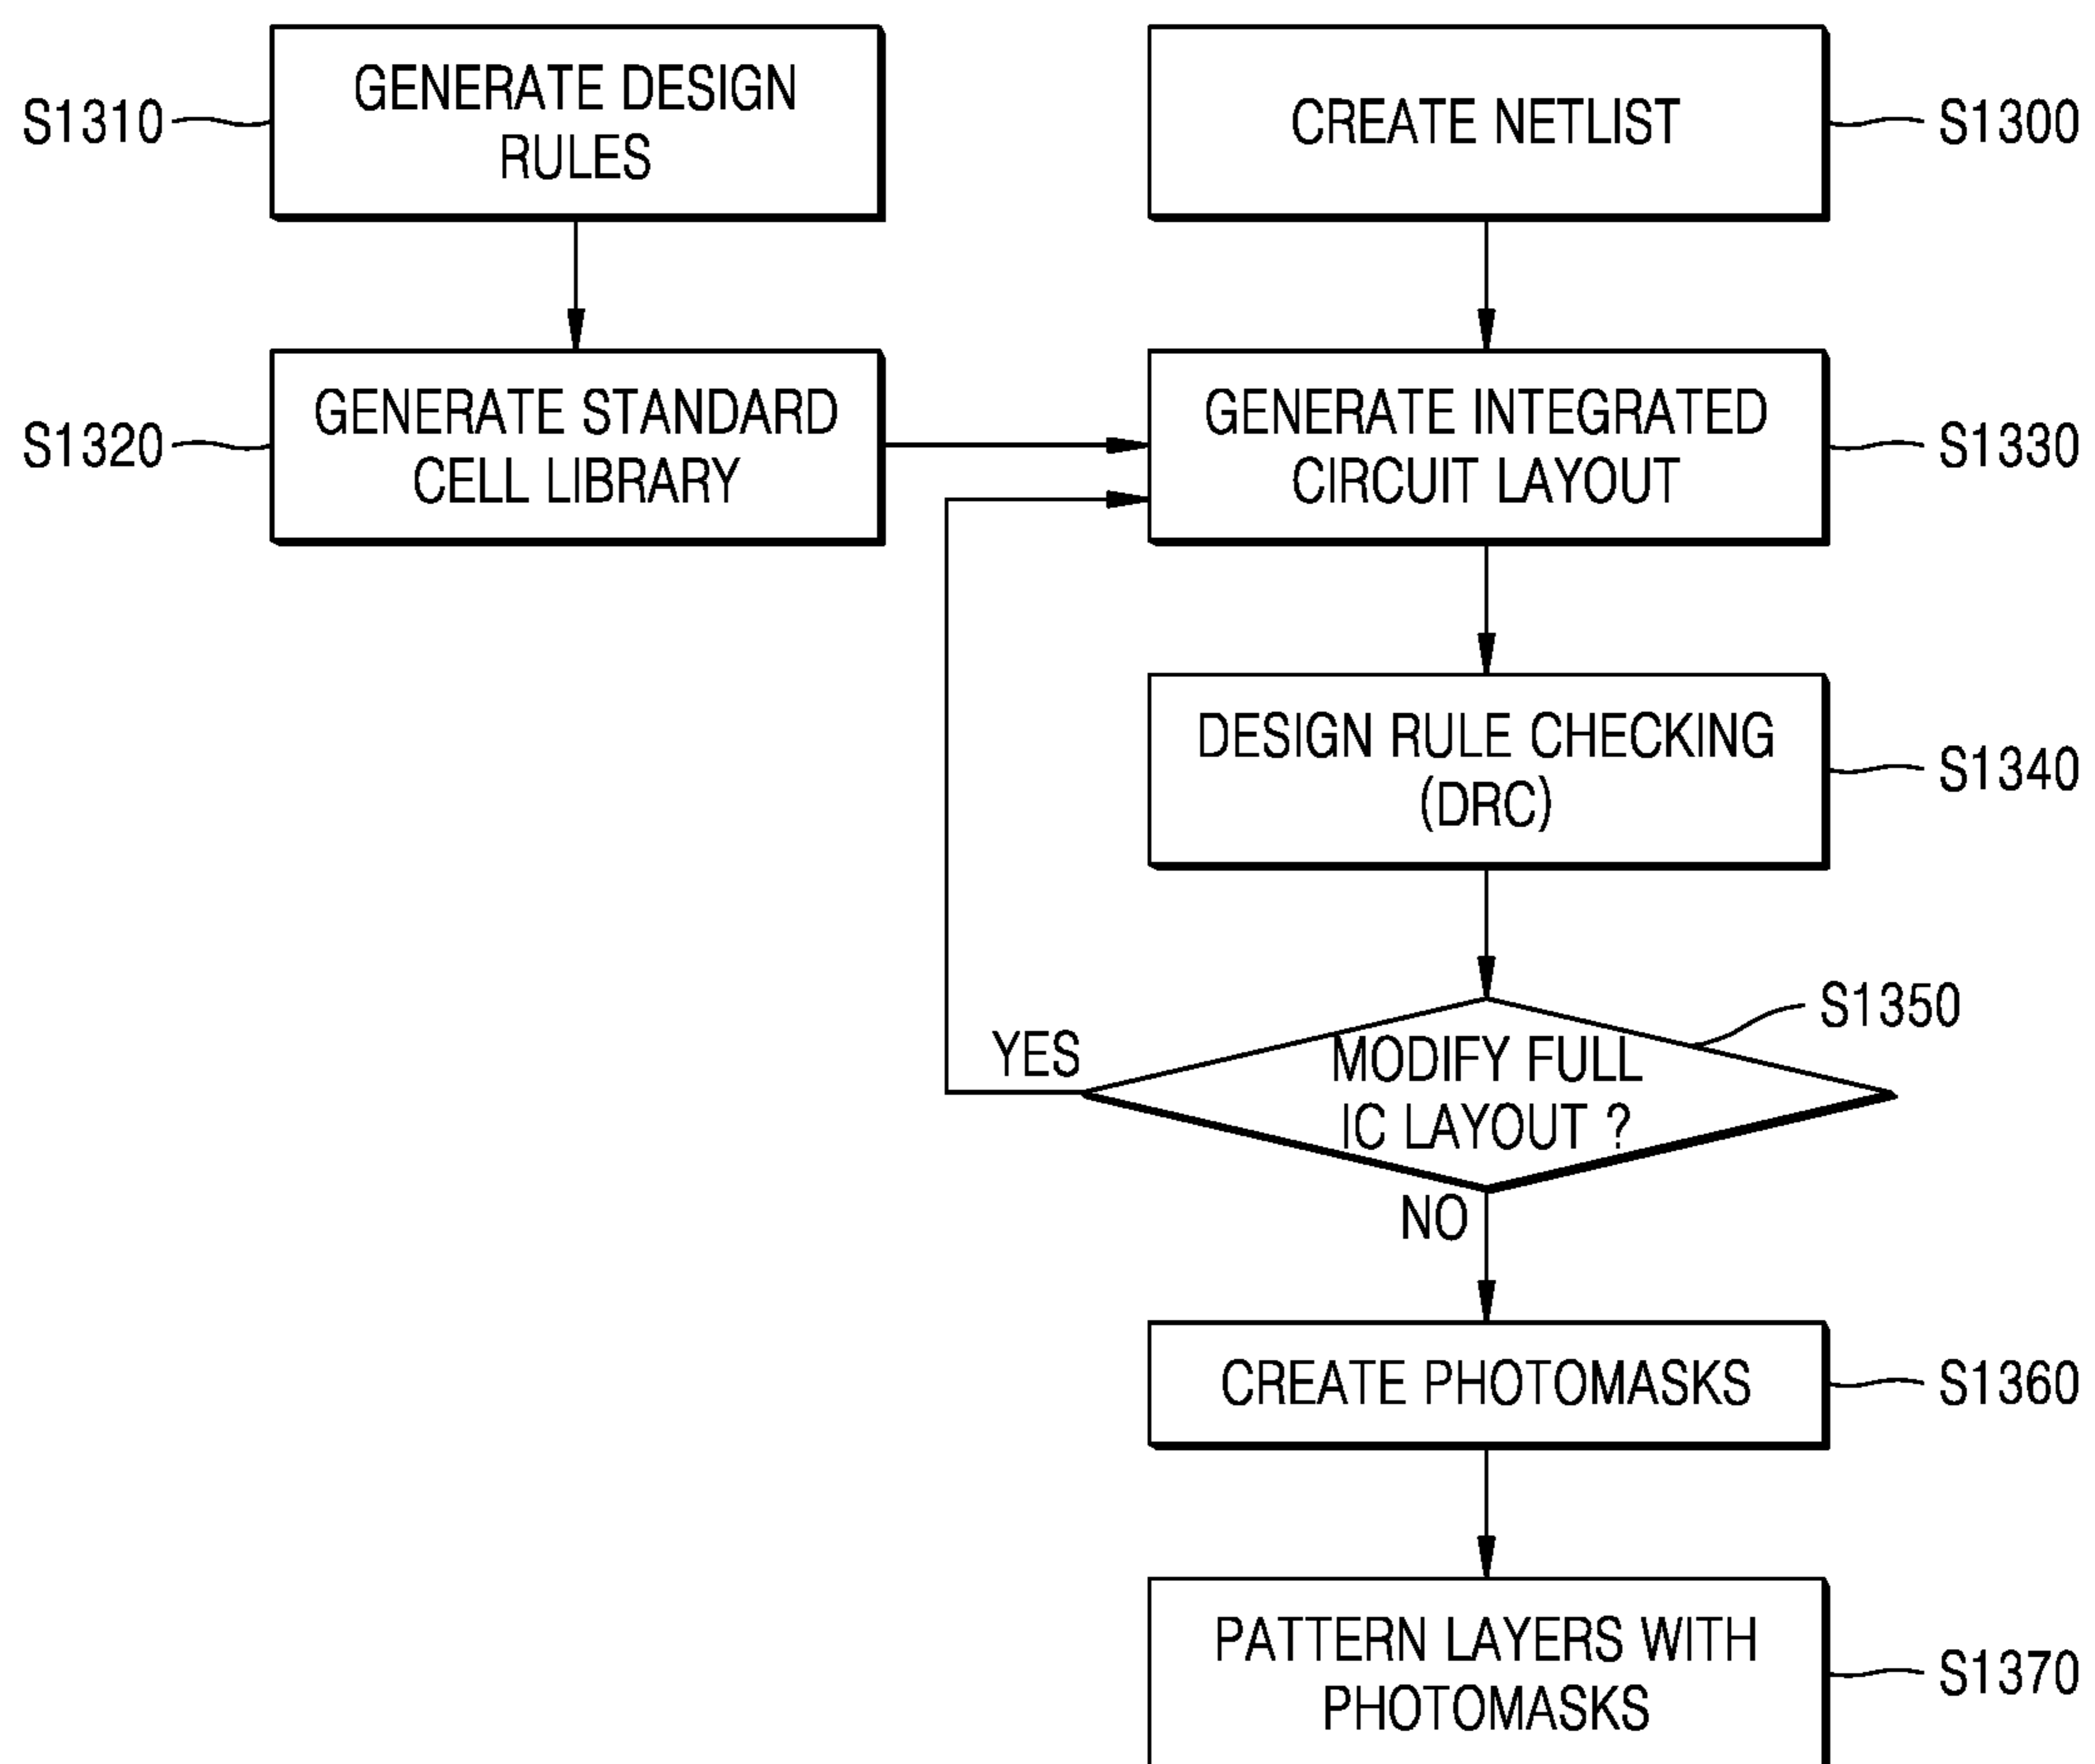 S1310
GENERATE DESIGN
RULES
CREATE NETLIST
S1300
S1320
GENERATE STANDARD
CELL LIBRARY
GENERATE INTEGRATED
CIRCUIT LAYOUT
S1330
DESIGN RULE CHECKING
(DRC)
S1340
S1350
YES
MODIFY FULL
IC LAYOUT ?
NO
CREATE PHOTOMASKS
S1360
PATTERN LAYERS WITH
PHOTOMASKS
S1370